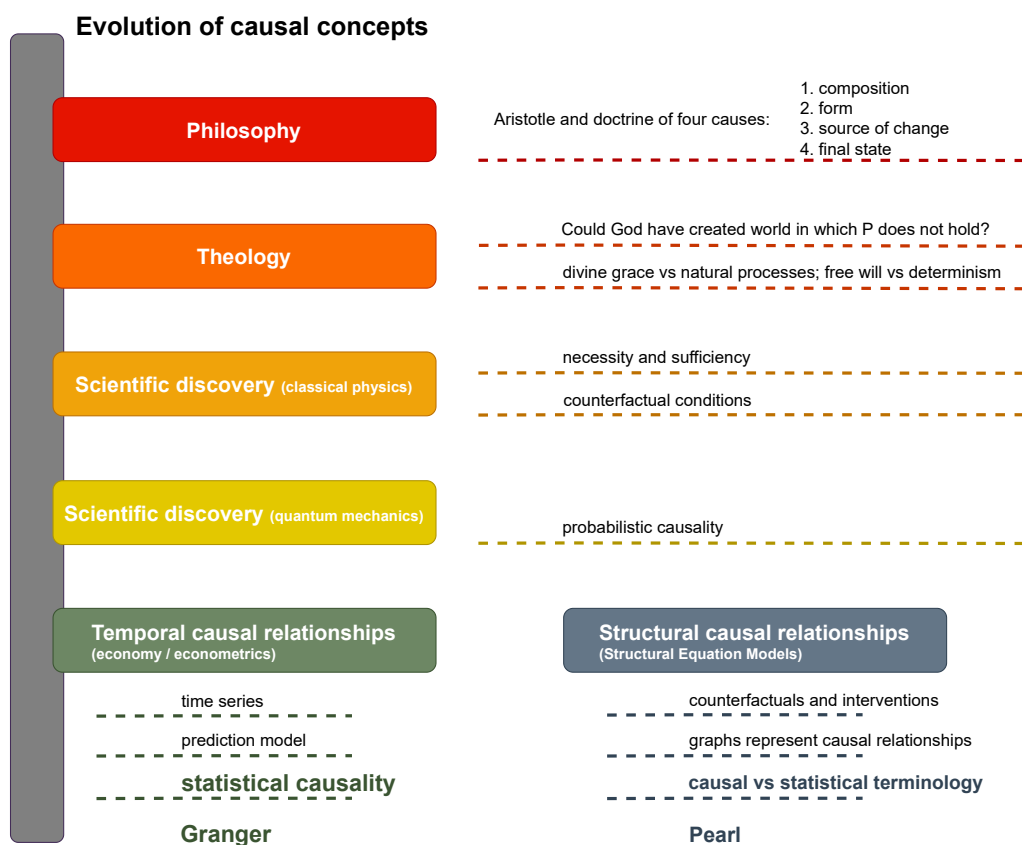 Evolution of causal concepts
Philosophy
Aristotle and doctrine of four causes:
1. composition
2. form
3. source of change
4. final state
Theology
Could God have created world in which P does not hold?
divine grace vs natural processes; free will vs determinism
Scientific discovery (classical physics)
necessity and sufficiency
counterfactual conditions
Scientific discovery (quantum mechanics)
probabilistic causality
Temporal causal relationships
(economy / econometrics)
time series
prediction model
statistical causality
Granger
Structural causal relationships
(Structural Equation Models)
counterfactuals and interventions
graphs represent causal relationships
causal vs statistical terminology
Pearl